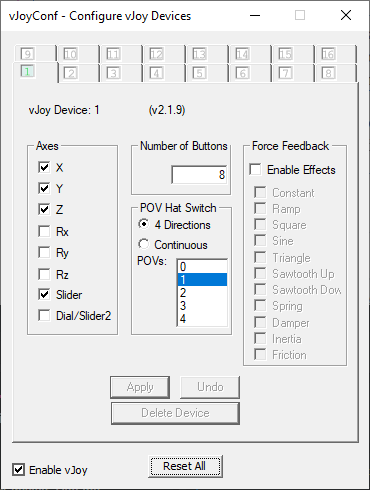 vJoyConf - Configure vJoy Devices
9 10 11 12 13 14 15 16
1 2 3 4 5 6 7 8
vJoy Device: 1 (v2.1.9)
Axes
X
Y
Z
Rx
Ry
Rz
Slider
Dial/Slider2
Number of Buttons
8
POV Hat Switch
4 Directions
Continuous
POVs:
0
1
2
3
4
Force Feedback
Enable Effects
Constant
Ramp
Square
Sine
Triangle
Sawtooth Up
Sawtooth Dow
Spring
Damper
Inertia
Friction
Apply
Undo
Delete Device
Enable vJoy
Reset All